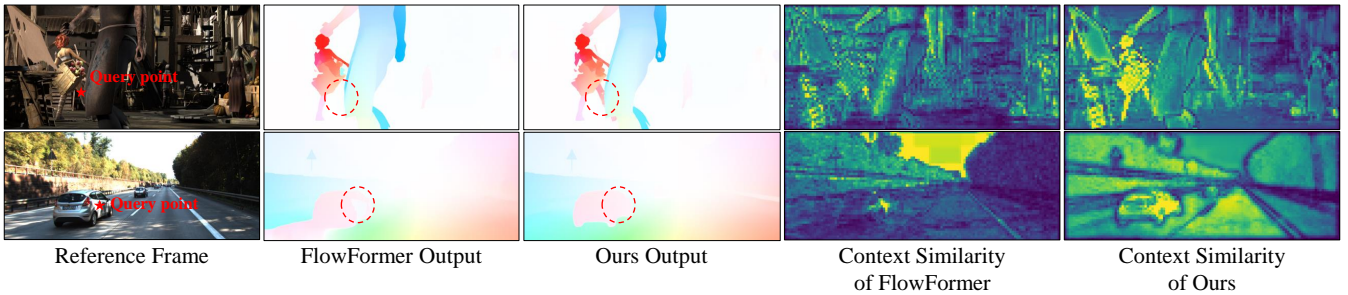 Query point
Query point
Reference Frame
FlowFormer Output
Ours Output
Context Similarity
of FlowFormer
Context Similarity
of Ours